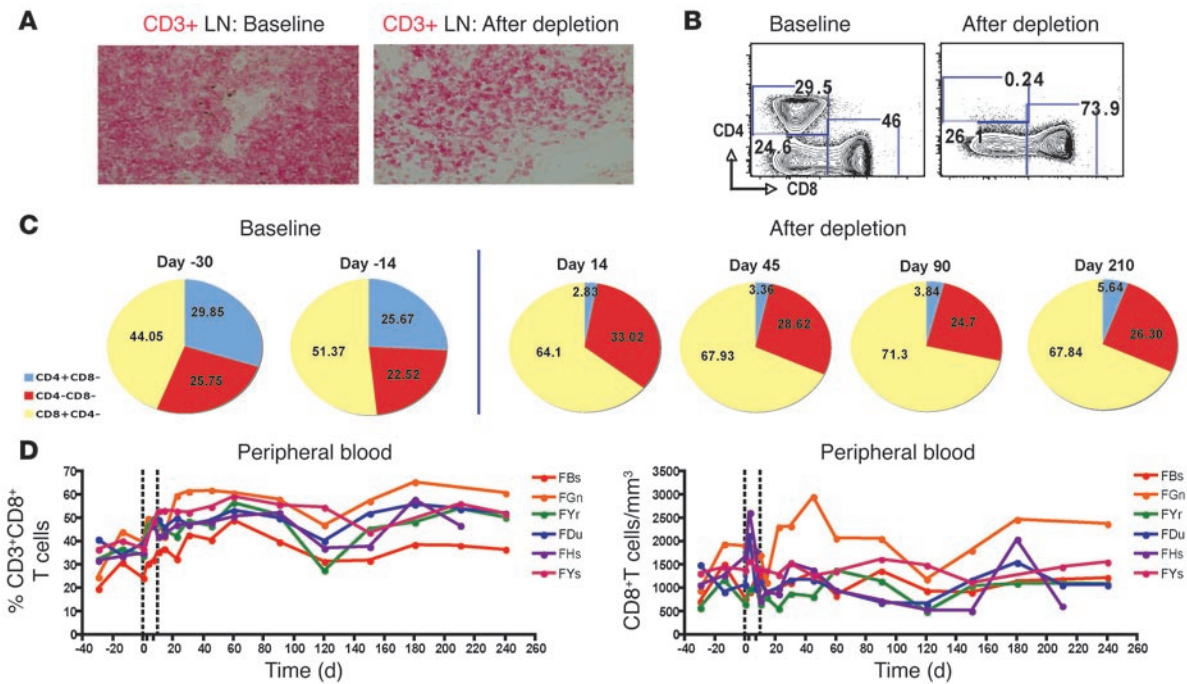 A
CD3+ LN: Baseline
CD3+ LN: After depletion
B
Baseline
After depletion
29.5
46
24.6
CD4
CD8
0.24
73.9
26.1
C
Baseline
After depletion
Day -30
Day -14
Day 14
Day 45
Day 90
Day 210
29.85
44.05
25.75
25.67
51.37
22.52
2.83
33.02
64.1
3.36
28.62
67.93
3.84
24.7
71.3
5.64
26.30
67.84
CD4+CD8-
CD4-CD8-
CD8+CD4-
D
Peripheral blood
% CD3+CD8+
T cells
70
60
50
40
30
20
10
0
-40 -20 0 20 40 60 80 100 120 140 160 180 200 220 240 260
Time (d)
FBs
FGn
FYr
FDu
FHs
FYs
Peripheral blood
CD8+T cells/mm3
3500
3000
2500
2000
1500
1000
500
0
-40 -20 0 20 40 60 80 100 120 140 160 180 200 220 240 260
Time (d)
FBs
FGn
FYr
FDu
FHs
FYs